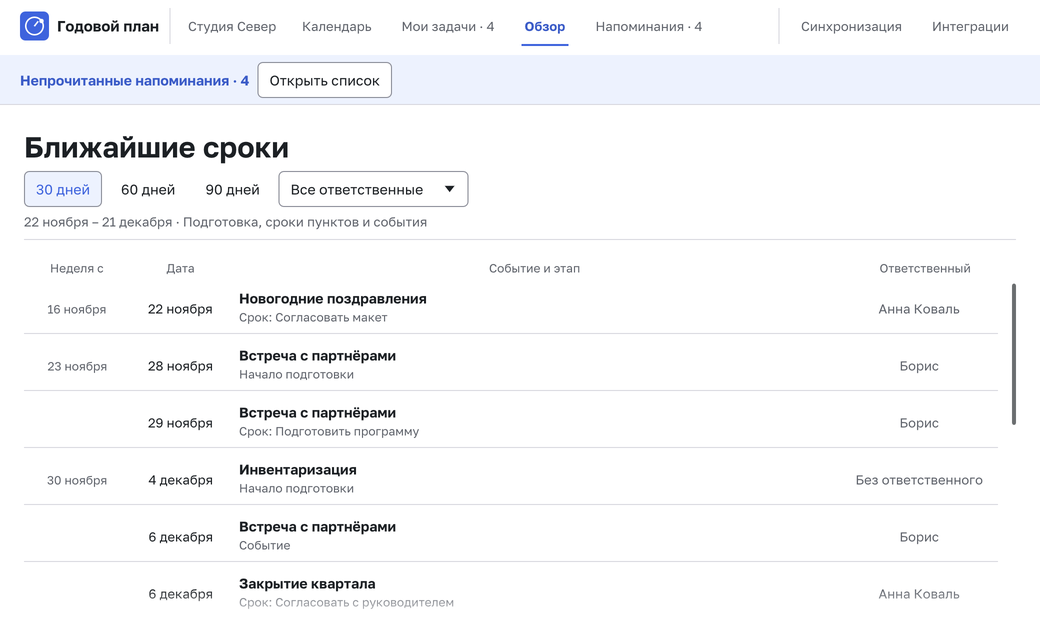 Годовой план
Студия Север
Календарь
Мои задачи · 4
Обзор
Напоминания · 4
Синхронизация
Интеграции
Непрочитанные напоминания · 4
Открыть список
Ближайшие сроки
30 дней
60 дней
90 дней
Все ответственные
22 ноября – 21 декабря · Подготовка, сроки пунктов и события
Неделя с
Дата
Событие и этап
Ответственный
16 ноября
22 ноября
Новогодние поздравления
Срок: Согласовать макет
Анна Коваль
23 ноября
28 ноября
Встреча с партнёрами
Начало подготовки
Борис
29 ноября
Встреча с партнёрами
Срок: Подготовить программу
Борис
30 ноября
4 декабря
Инвентаризация
Начало подготовки
Без ответственного
6 декабря
Встреча с партнёрами
Событие
Борис
6 декабря
Закрытие квартала
Срок: Согласовать с руководителем
Анна Коваль